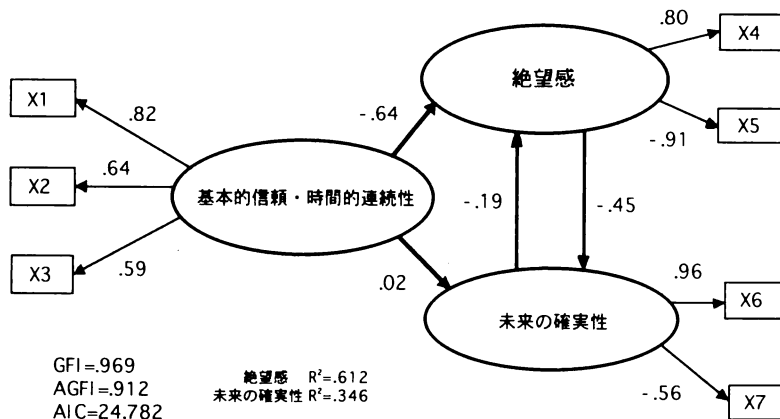 .80
X4
絶望感
X1
.82
-.64
X5
-.91
X2
.64
基本的信頼・時間的連続性
-.19
-.45
X3
.59
.02
.96
X6
未来の確実性
GFI=.969
AGFI=.912
AIC=24.782
絶望感 R²=.612
未来の確実性 R²=.346
-.56
X7